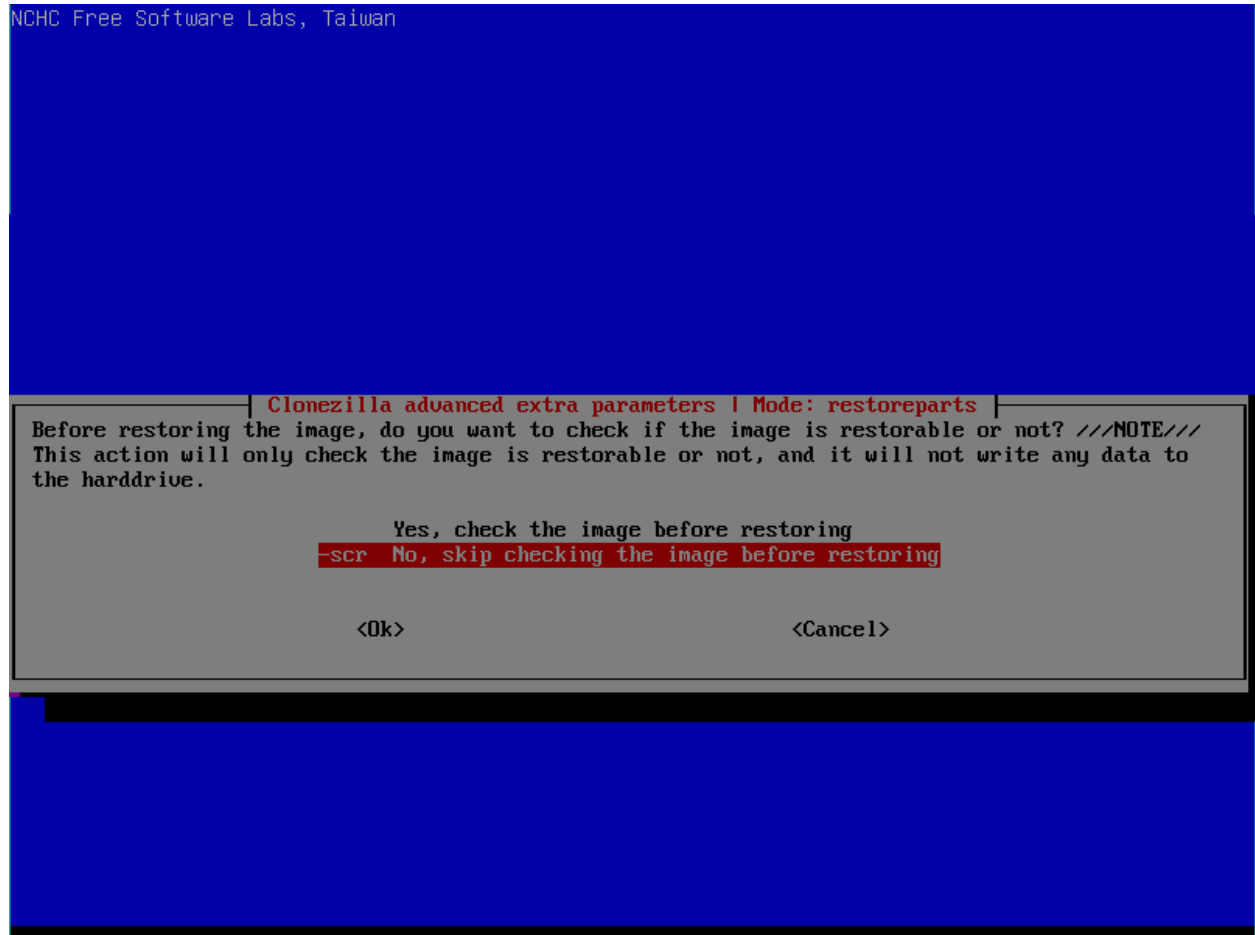 NCHC Free Software Labs, Taiwan
Clonezilla advanced extra parameters | Mode: restoreparts
Before restoring the image, do you want to check if the image is restorable or not? ///NOTE///
This action will only check the image is restorable or not, and it will not write any data to
the harddrive.
Yes, check the image before restoring
-scr No, skip checking the image before restoring
<Ok> <Cancel>